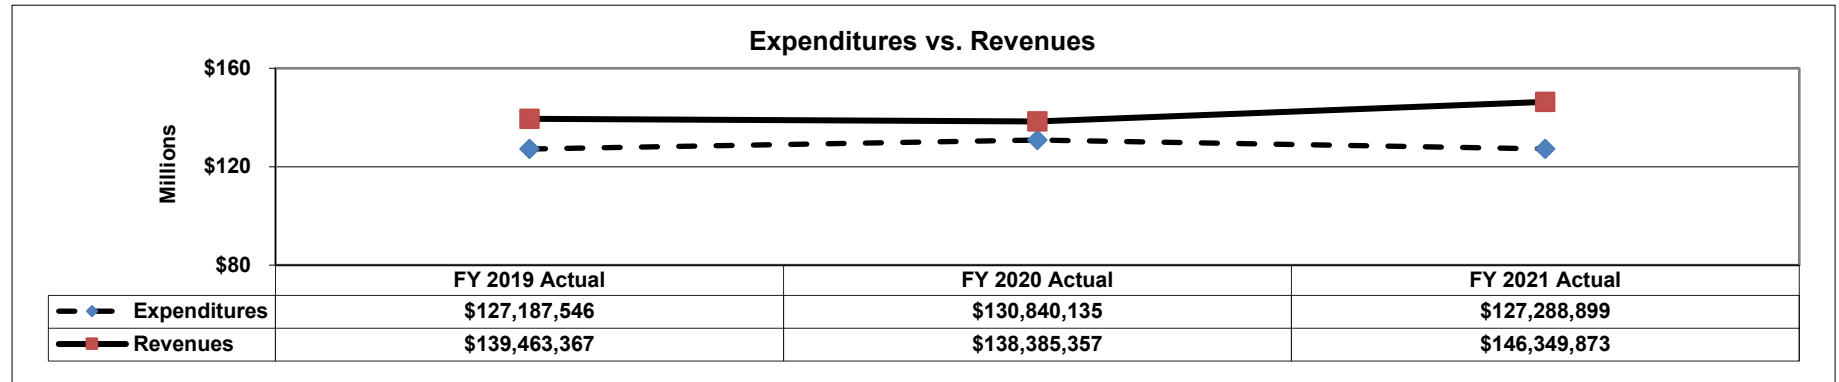 Expenditures vs. Revenues
$160
$120
$80
Millions
FY 2019 Actual FY 2020 Actual FY 2021 Actual
Expenditures $127,187,546 $130,840,135 $127,288,899
Revenues $139,463,367 $138,385,357 $146,349,873